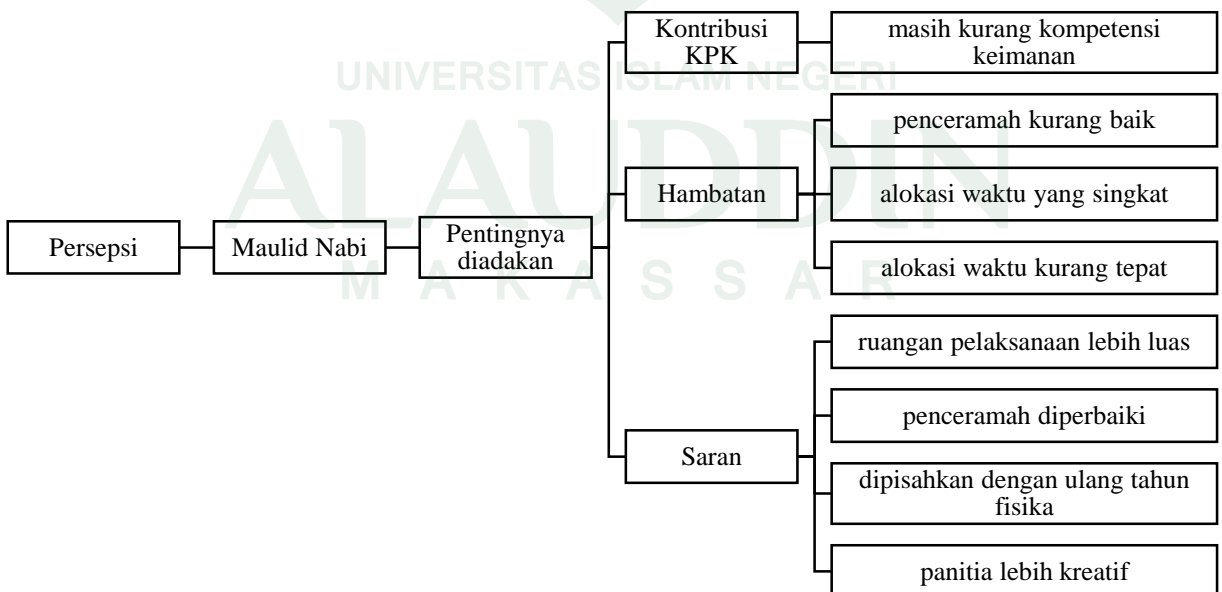 Persepsi
Maulid Nabi
Pentingnya
diadakan
Kontribusi
KPK
masih kurang kompetensi
keimanan
Hambatan
penceramah kurang baik
alokasi waktu yang singkat
alokasi waktu kurang tepat
Saran
ruangan pelaksanaan lebih luas
penceramah diperbaiki
dipisahkan dengan ulang tahun
fisika
panitia lebih kreatif
UNIVERSITAS ISLAM NEGERI
ALAUDDIN
MAKASSAR